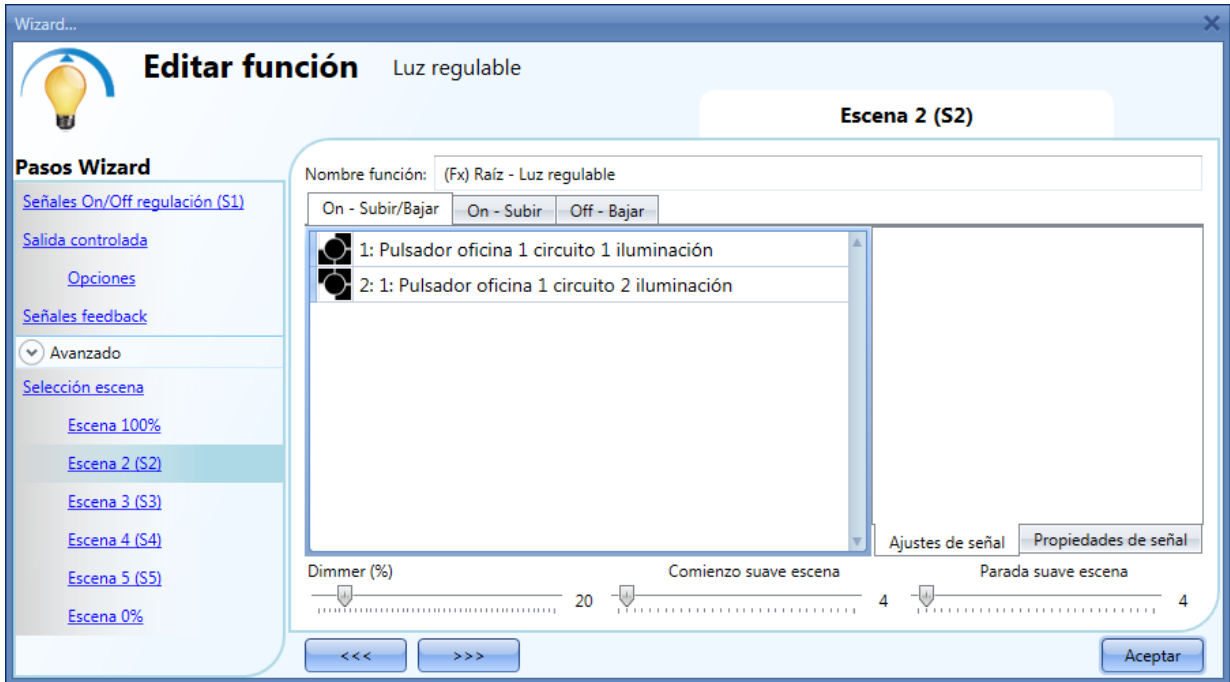 Wizard...
Editar función Luz regulable
Escena 2 (S2)
Pasos Wizard
Señales On/Off regulación (S1)
Salida controlada
Opciones
Señales feedback
Avanzado
Selección escena
Escena 100%
Escena 2 (S2)
Escena 3 (S3)
Escena 4 (S4)
Escena 5 (S5)
Escena 0%
Nombre función: (Fx) Raíz - Luz regulable
On - Subir/Bajar On - Subir Off - Bajar
1: Pulsador oficina 1 circuito 1 iluminación
2: 1: Pulsador oficina 1 circuito 2 iluminación
Ajustes de señal Propiedades de señal
Dimmer (%) Comienzo suave escena Parada suave escena
20 4 4
<<< >>> Aceptar